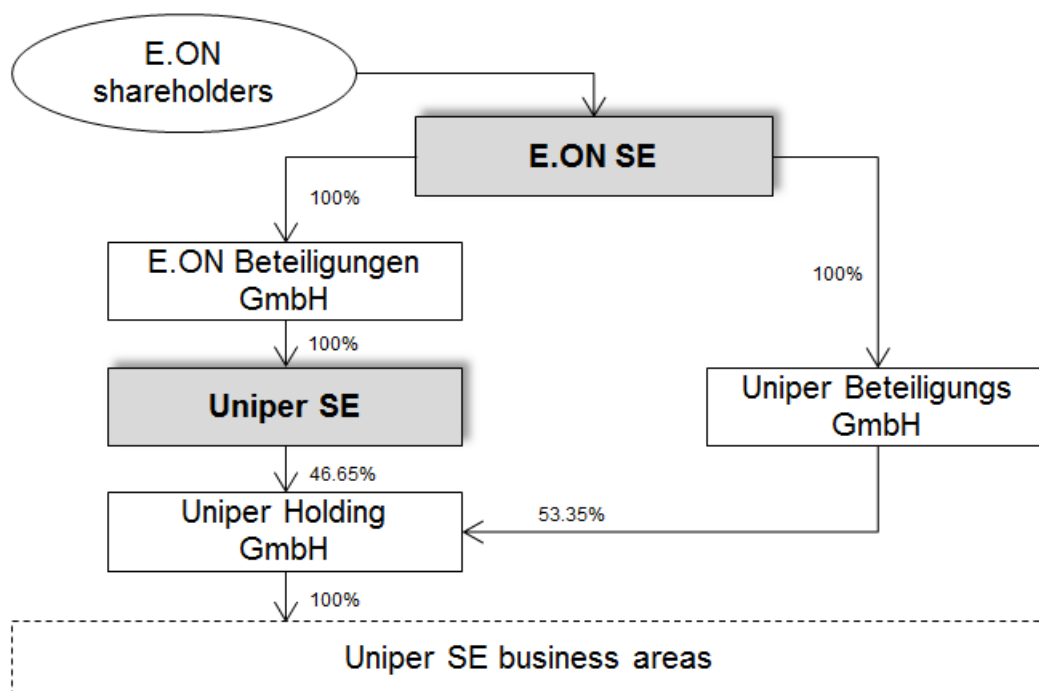 E.ON
shareholders
E.ON SE
100%
100%
E.ON Beteiligungen
GmbH
100%
Uniper SE
Uniper Beteiligungs
GmbH
46.65%
53.35%
Uniper Holding
GmbH
100%
Uniper SE business areas